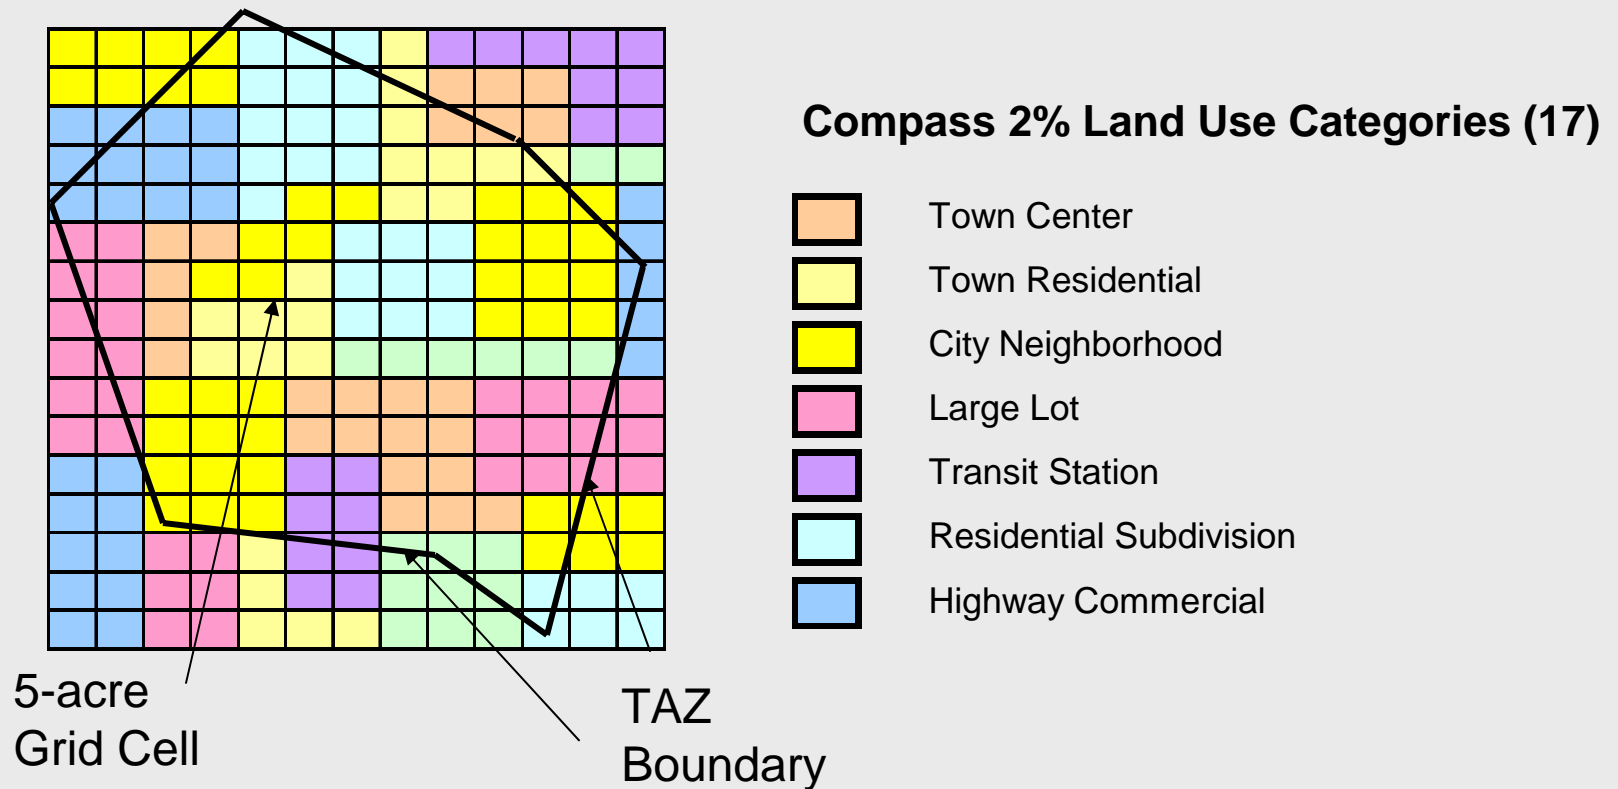 Compass 2% Land Use Categories (17)
Town Center
Town Residential
City Neighborhood
Large Lot
Transit Station
Residential Subdivision
Highway Commercial
5-acre
Grid Cell
TAZ
Boundary